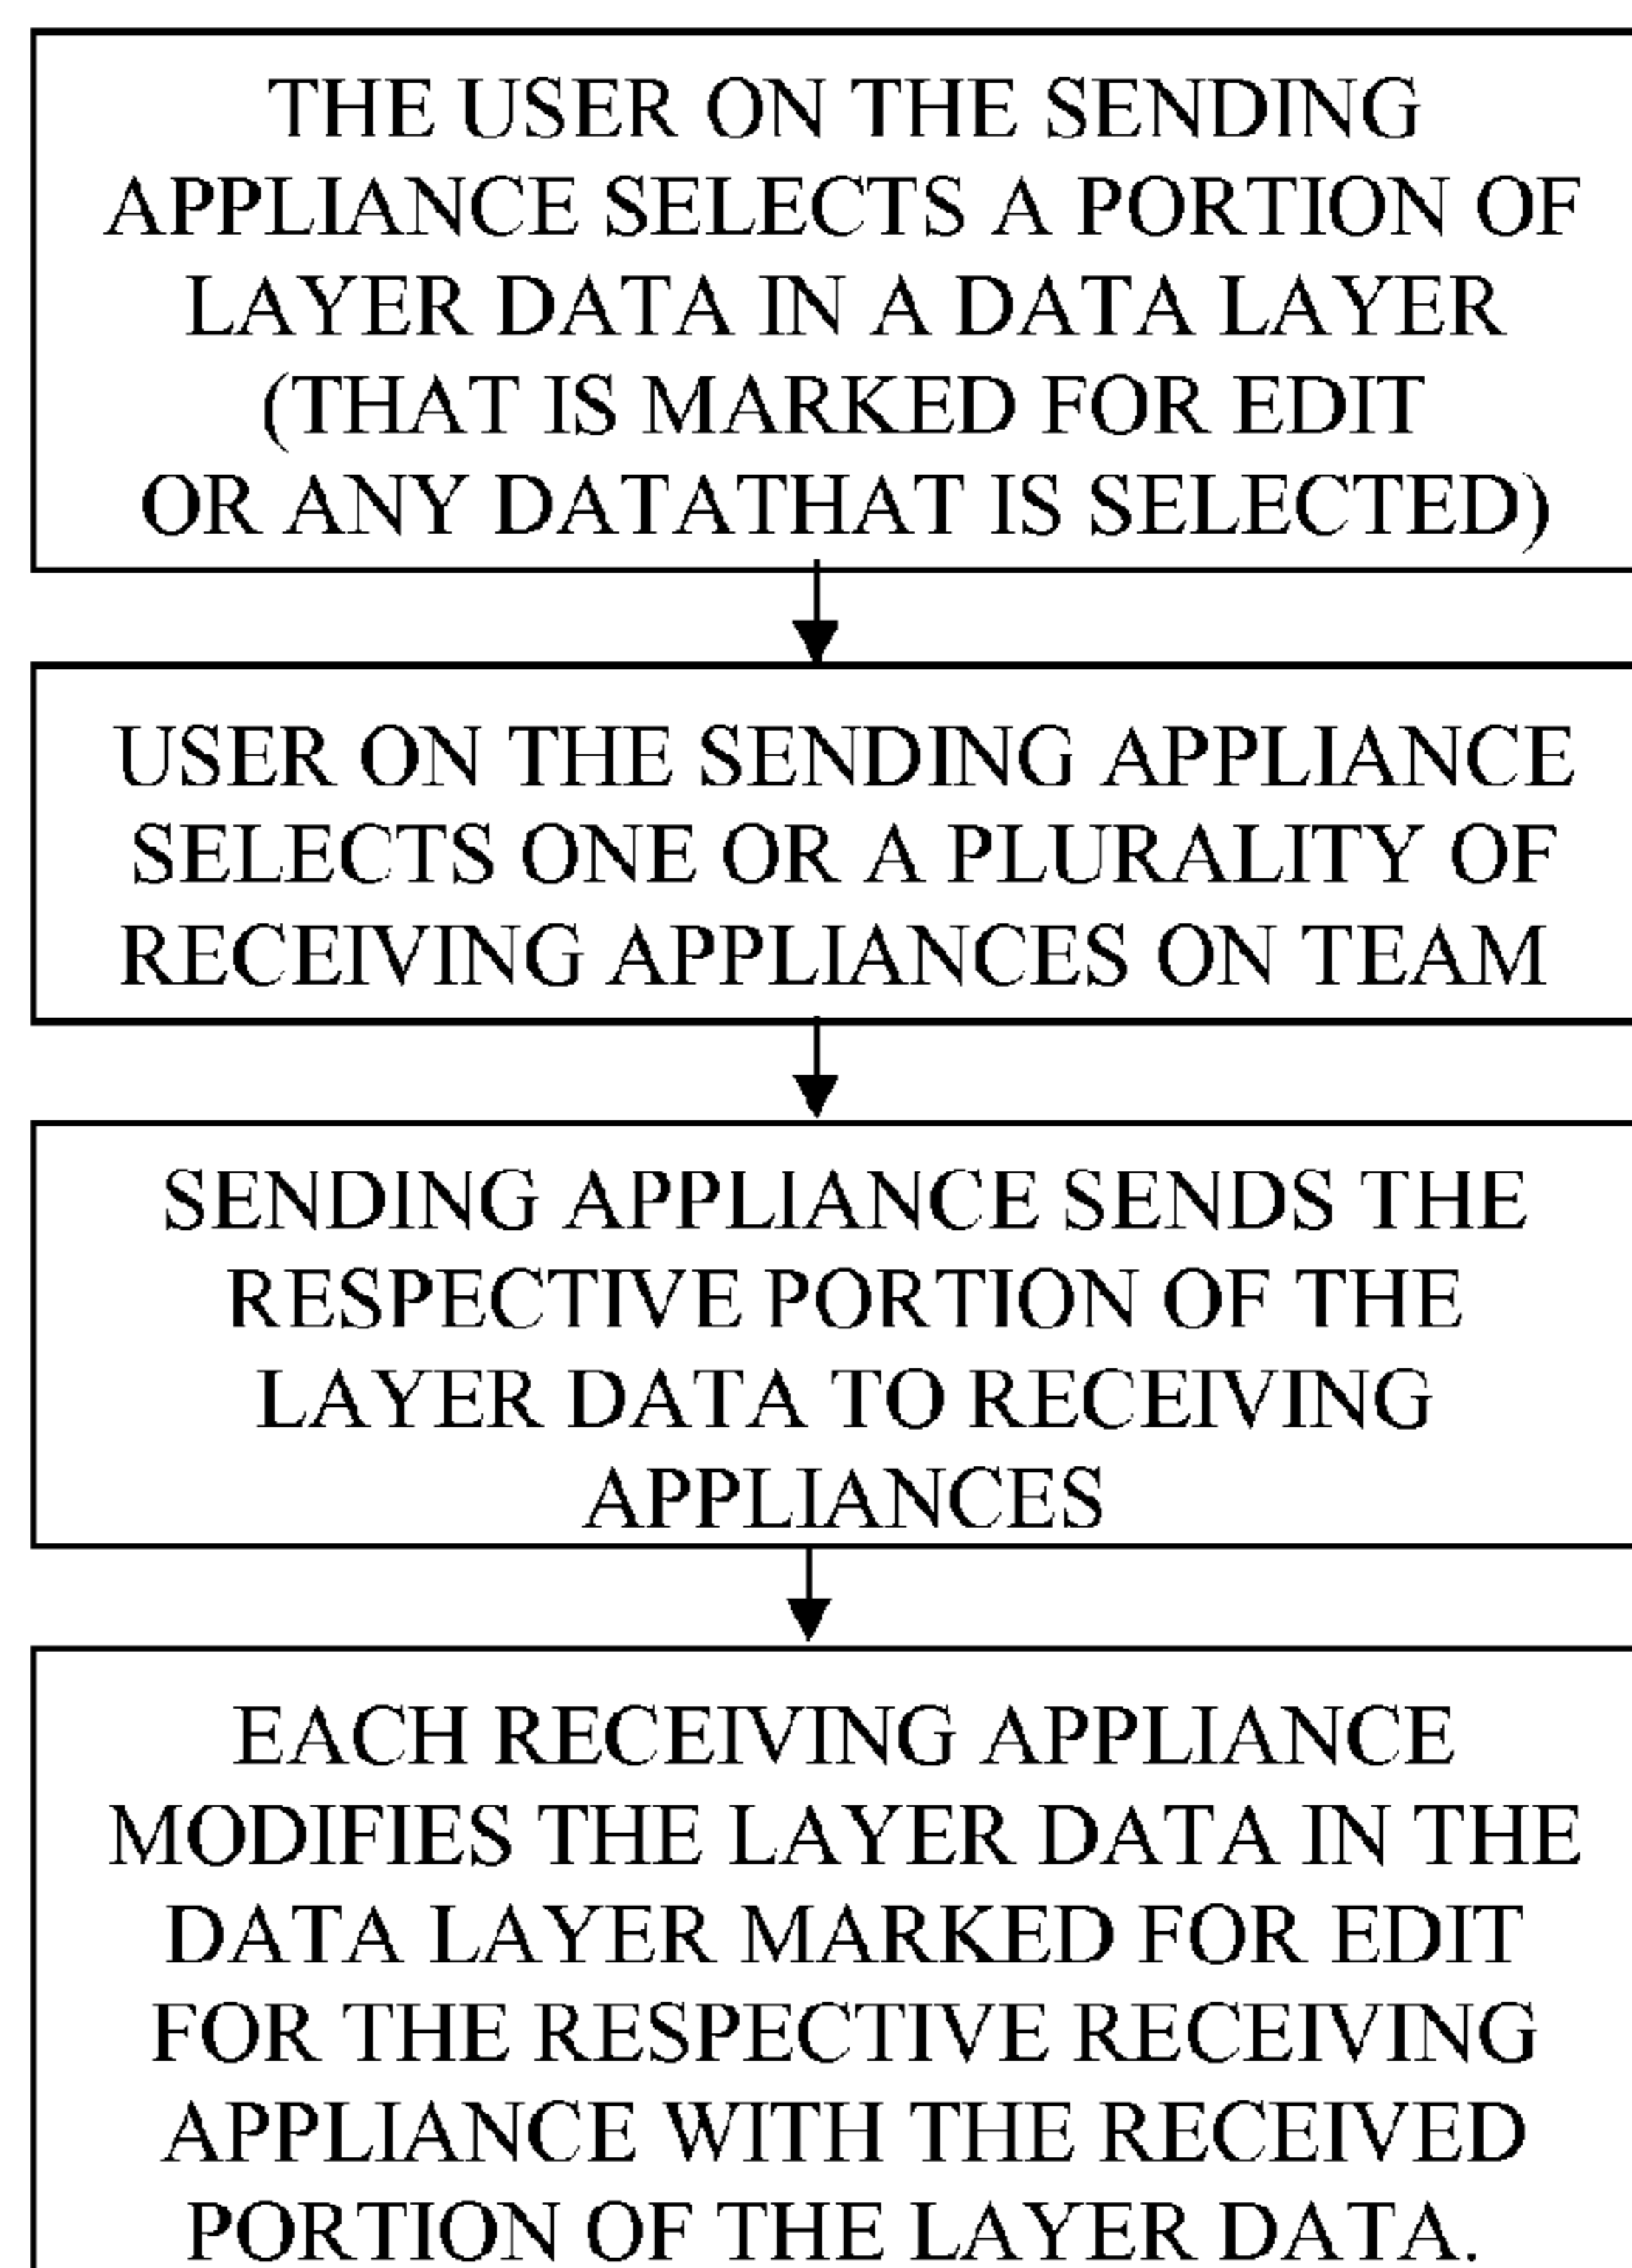 THE USER ON THE SENDING
APPLIANCE SELECTS A PORTION OF
LAYER DATA IN A DATA LAYER
(THAT IS MARKED FOR EDIT
OR ANY DATATHAT IS SELECTED)
USER ON THE SENDING APPLIANCE
SELECTS ONE OR A PLURALITY OF
RECEIVING APPLIANCES ON TEAM
SENDING APPLIANCE SENDS THE
RESPECTIVE PORTION OF THE
LAYER DATA TO RECEIVING
APPLIANCES
EACH RECEIVING APPLIANCE
MODIFIES THE LAYER DATA IN THE
DATA LAYER MARKED FOR EDIT
FOR THE RESPECTIVE RECEIVING
APPLIANCE WITH THE RECEIVED
PORTION OF THE LAYER DATA.